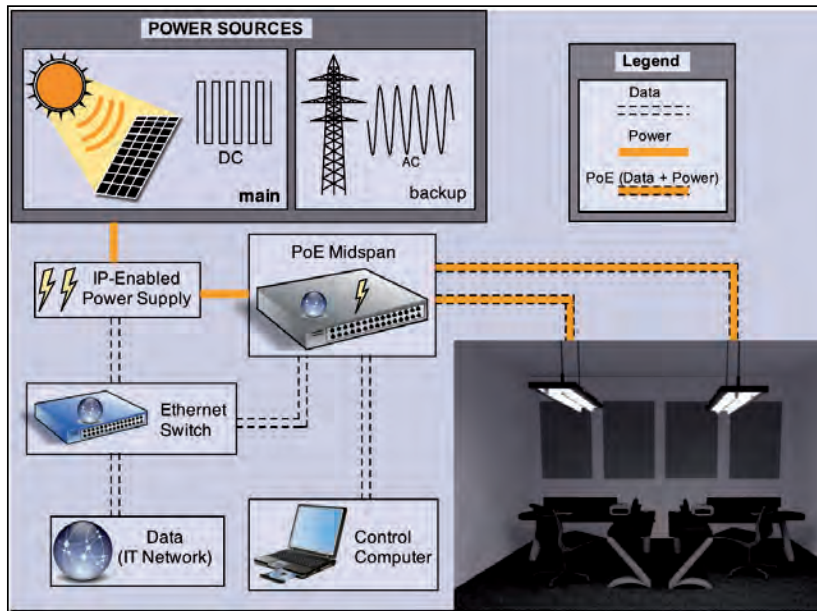 POWER SOURCES
DC
main
AC
backup
Legend
Data
Power
PoE (Data + Power)
IP-Enabled
Power Supply
PoE Midspan
Ethernet
Switch
Data
(IT Network)
Control
Computer